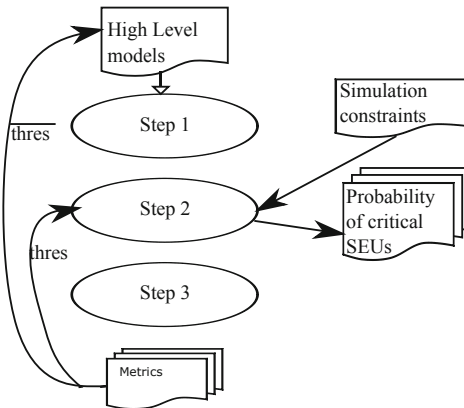 High Level
models
Step 1
Simulation
constraints
thres
Step 2
Probability
of critical
SEUs
thres
Step 3
Metrics